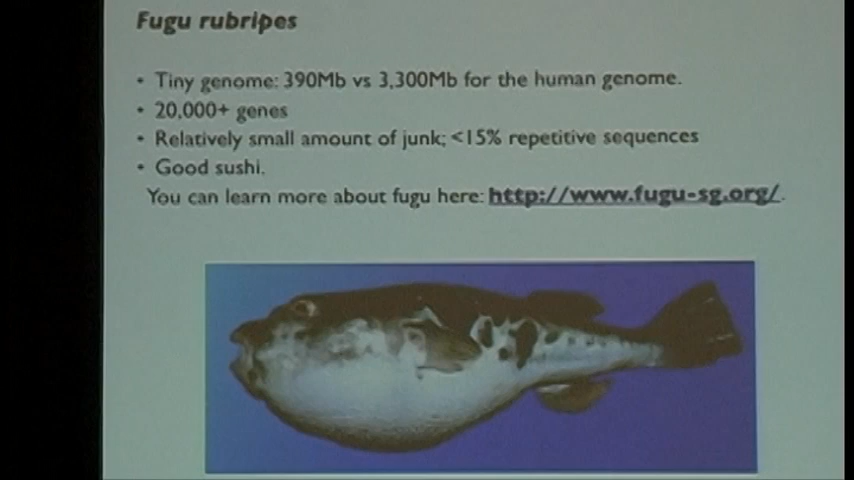 Fugu rubripes
• Tiny genome: 390Mb vs 3,300Mb for the human genome.
• 20,000+ genes
• Relatively small amount of junk; <15% repetitive sequences
• Good sushi.
You can learn more about fugu here: http://www.fugu-sg.org/.